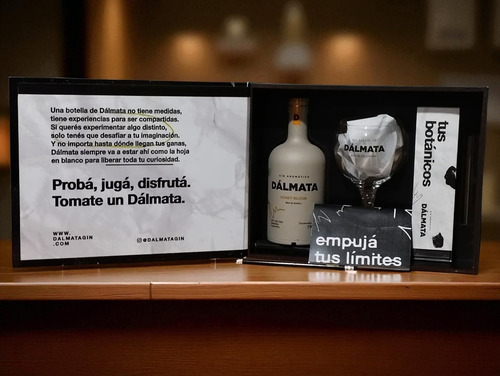 Una botella de Dálmata no tiene medidas,
tiene experiencias para ser compartidas.
Si querés experimentar algo distinto,
solo tenés que desafiar a tu imaginación.
Y no importa hasta dónde llegan tus ganas,
Dálmata siempre va a estar ahí como la hoja
en blanco para liberar toda tu curiosidad.
Probá, jugá, disfrutá.
Tomate un Dálmata.
WWW.
DALMATAGIN
.COM
@DALMATAGIN
DÁLMATA
DÁLMATA
tus
botánicos
DÁLMATA
empujá
tus límites